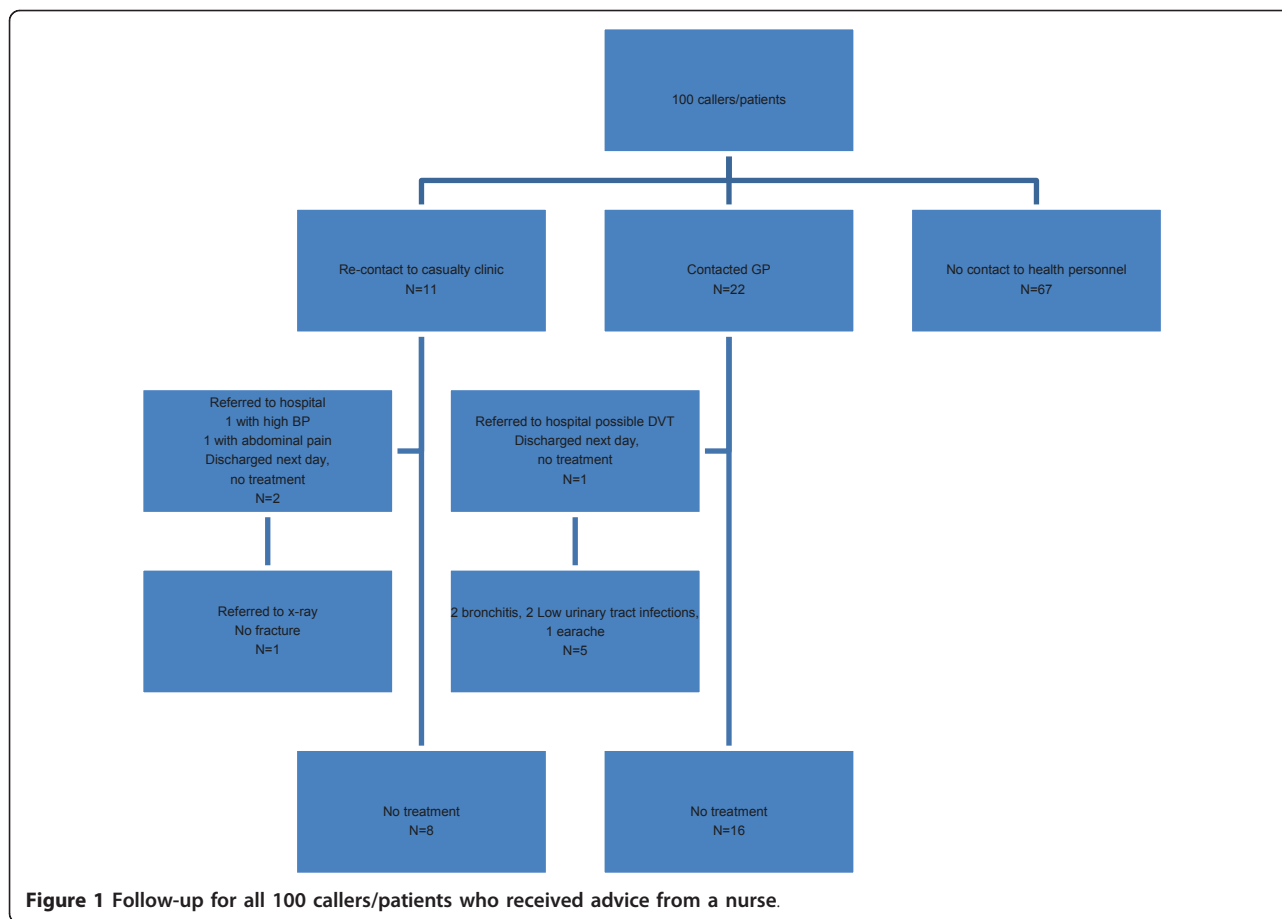 100 callers/patients
Re-contact to casualty clinic
N=11
Contacted GP
N=22
No contact to health personnel
N=67
Referred to hospital
1 with high BP
1 with abdominal pain
Discharged next day,
no treatment
N=2
Referred to hospital possible DVT
Discharged next day,
no treatment
N=1
Referred to x-ray
No fracture
N=1
2 bronchitis, 2 Low urinary tract infections,
1 earache
N=5
No treatment
N=8
No treatment
N=16
Figure 1 Follow-up for all 100 callers/patients who received advice from a nurse.